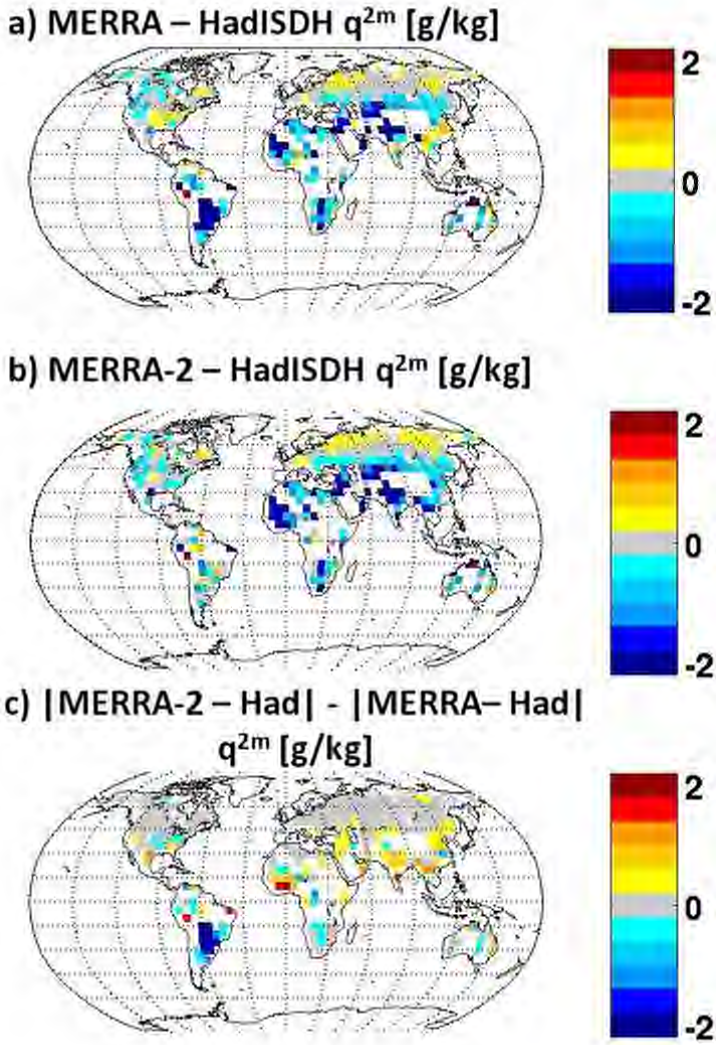 a) MERRA – HadISDH q²ᵐ [g/kg]
2
0
-2
b) MERRA-2 – HadISDH q²ᵐ [g/kg]
2
0
-2
c) |MERRA-2 – Had| - |MERRA– Had|
q²ᵐ [g/kg]
2
0
-2